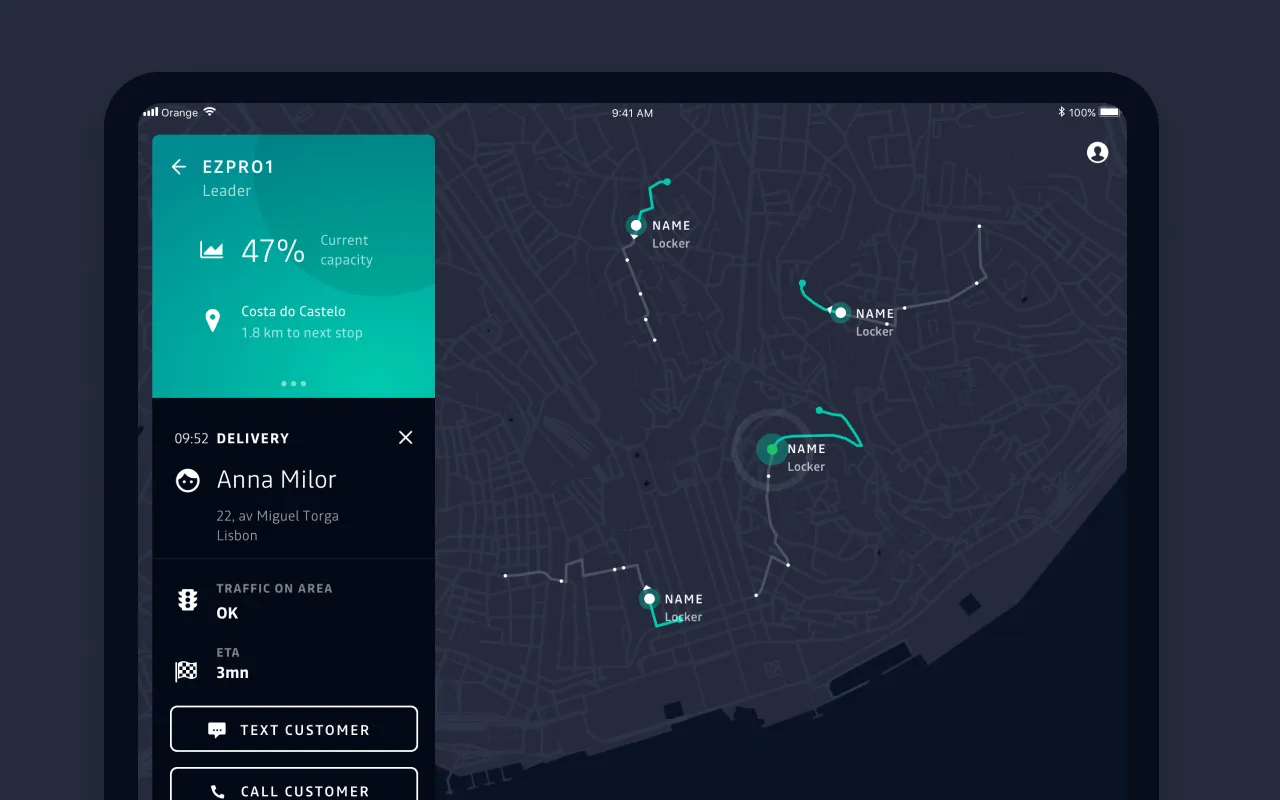 Orange
9:41 AM
100%
EZPRO1
Leader
47%
Current
capacity
Costa do Castelo
1.8 km to next stop
09:52 DELIVERY
Anna Milor
22, av Miguel Torga
Lisbon
TRAFFIC ON AREA
OK
ETA
3mn
TEXT CUSTOMER
CALL CUSTOMER
NAME
Locker
NAME
Locker
NAME
Locker
NAME
Locker